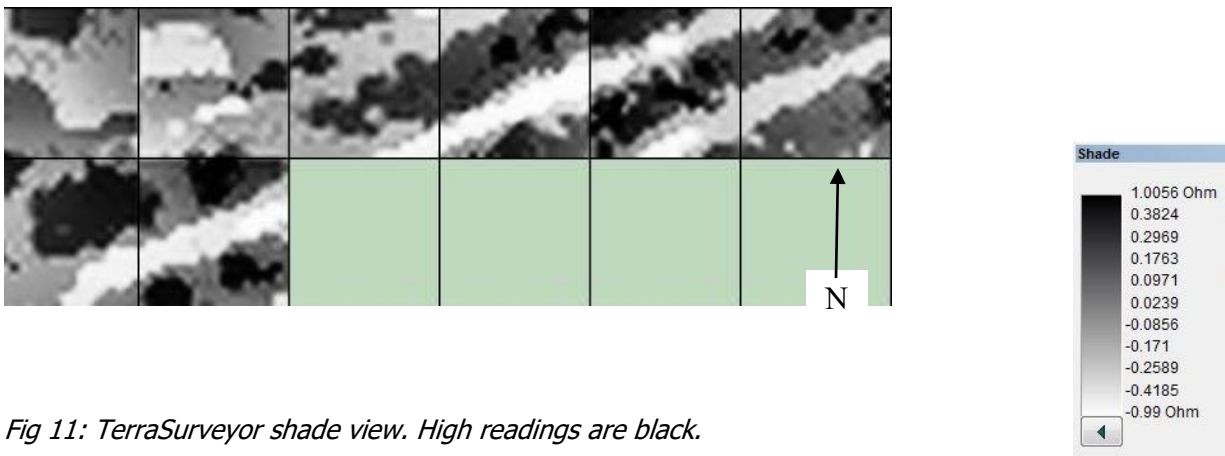 Shade
1.0056 Ohm
0.3824
0.2969
0.1763
0.0971
0.0239
-0.0856
-0.171
-0.2589
-0.4185
-0.99 Ohm
N
Fig 11: TerraSurveyor shade view. High readings are black.